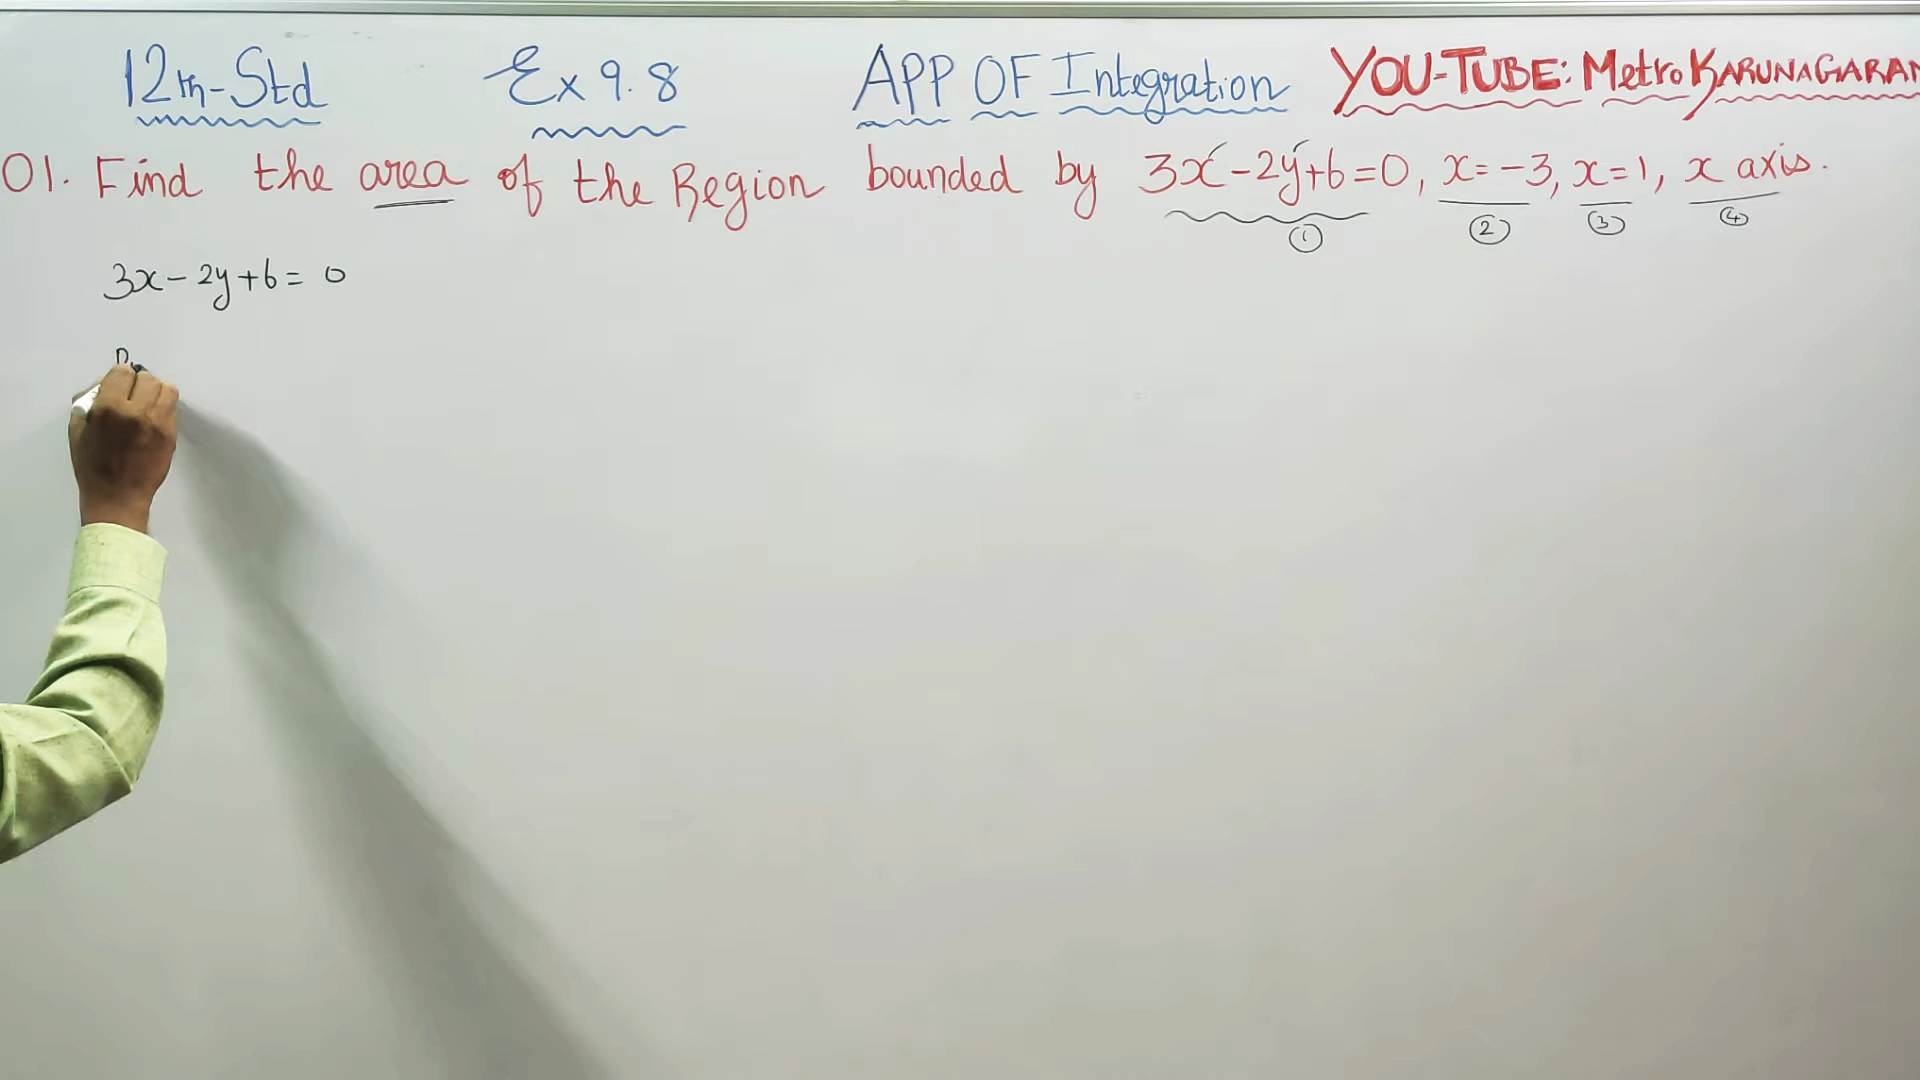 12th-Std Ex 9.8 APP OF Integration YOU-TUBE: Metro KARUNAGARAN
01. Find the area of the Region bounded by 3x-2y+6=0, x=-3, x=1, x axis.
① ② ③ ④
3x-2y+6=0